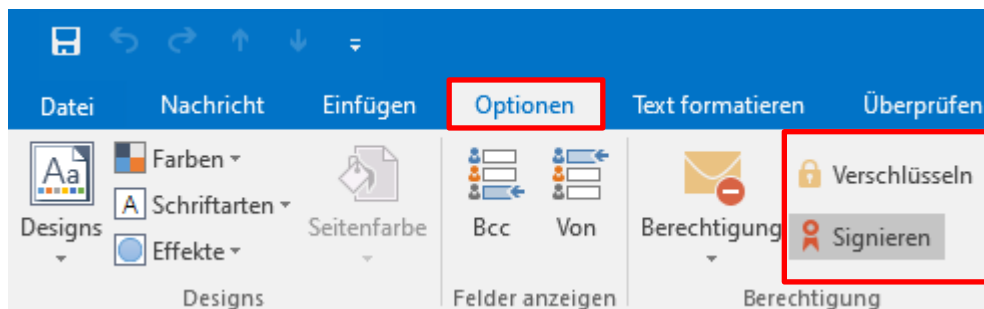 Datei Nachricht Einfügen Optionen Text formatieren Überprüfen
Aa
Designs
Farben
A Schriftarten
Effekte
Seitenfarbe
Bcc
Von
Berechtigung
Verschlüsseln
Signieren
Designs
Felder anzeigen
Berechtigung